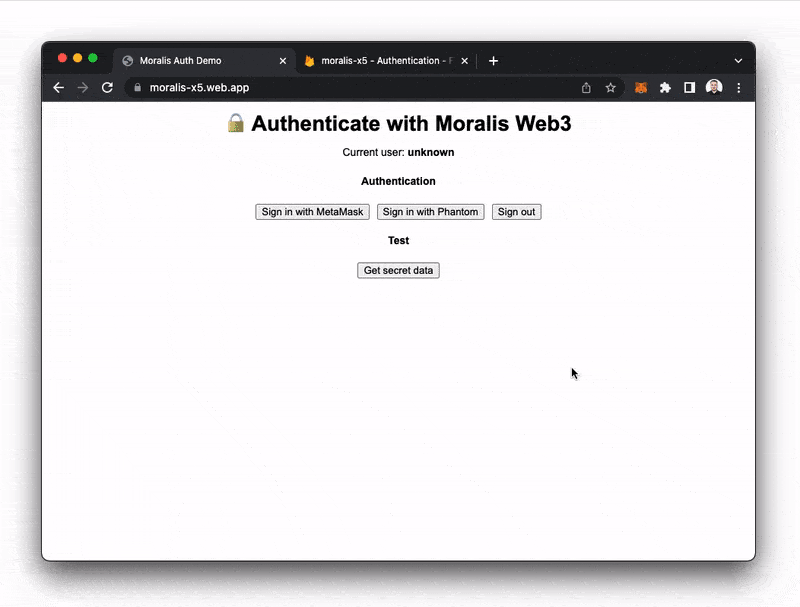 Moralis Auth Demo
moralis-x5 - Authentication - F
moralis-x5.web.app
Authenticate with Moralis Web3
Current user: unknown
Authentication
Sign in with MetaMask Sign in with Phantom Sign out
Test
Get secret data